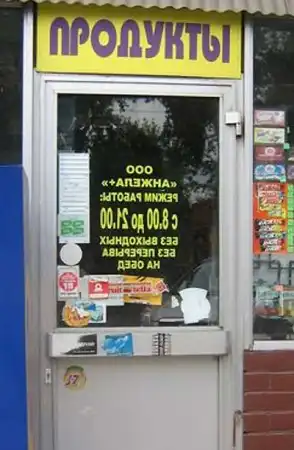 ПРОДУКТЫ
ООО
«АНЖЕЛА+»
РЕЖИМ РАБОТЫ:
с 8.00 до 21.00
БЕЗ ВЫХОДНЫХ
БЕЗ ПЕРЕРЫВА
НА ОБЕД